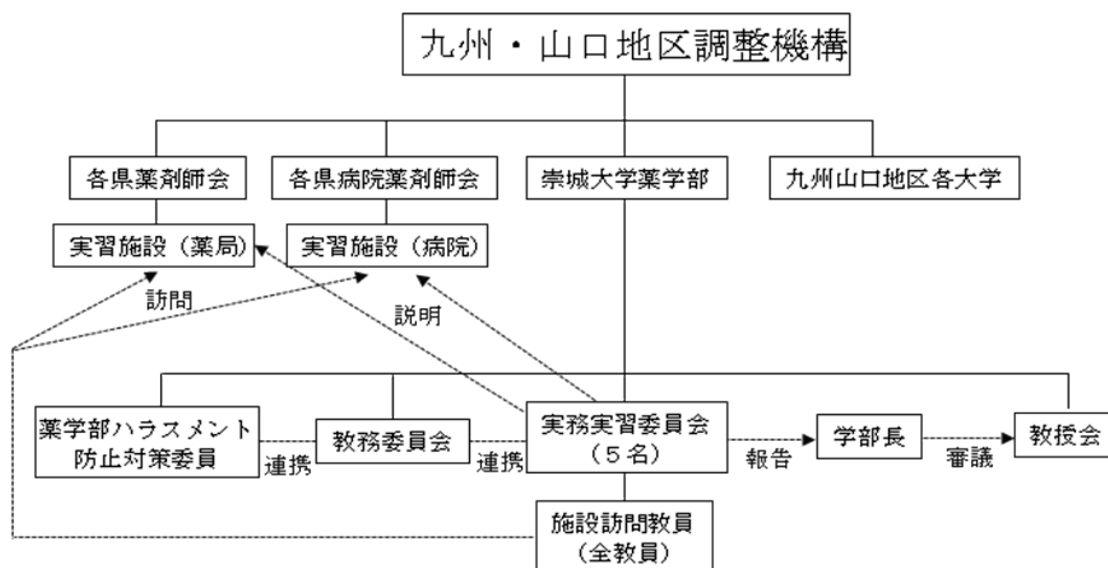 九州・山口地区調整機構
各県薬剤師会
各県病院薬剤師会
崇城大学薬学部
九州山口地区各大学
実習施設（薬局）
実習施設（病院）
訪問
説明
薬学部ハラスメント
防止対策委員
連携
教務委員会
連携
実務実習委員会
（５名）
報告
学部長
審議
教授会
施設訪問教員
（全教員）